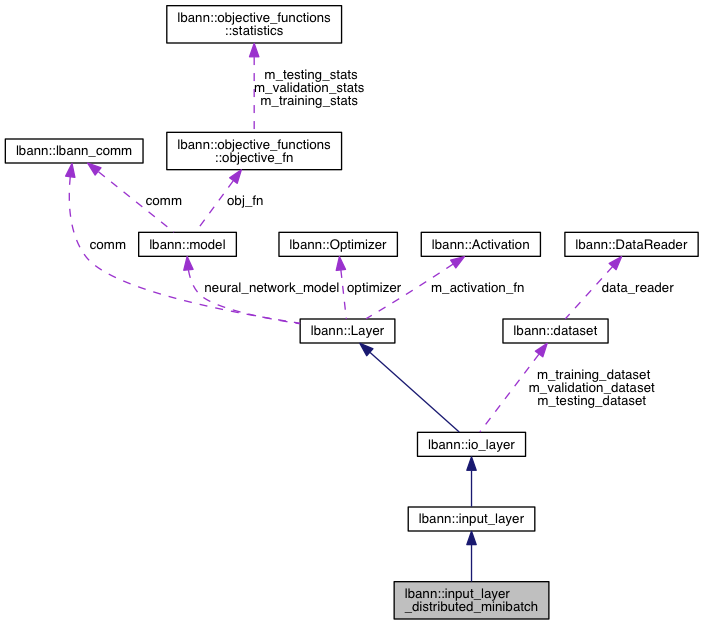 lbann::objective_functions
::statistics
m_testing_stats
m_validation_stats
m_training_stats
lbann::lbann_comm
lbann::objective_functions
::objective_fn
comm
obj_fn
comm
lbann::model
lbann::Optimizer
lbann::Activation
lbann::DataReader
neural_network_model
optimizer
m_activation_fn
data_reader
lbann::Layer
lbann::dataset
m_training_dataset
m_validation_dataset
m_testing_dataset
lbann::io_layer
lbann::input_layer
lbann::input_layer
_distributed_minibatch